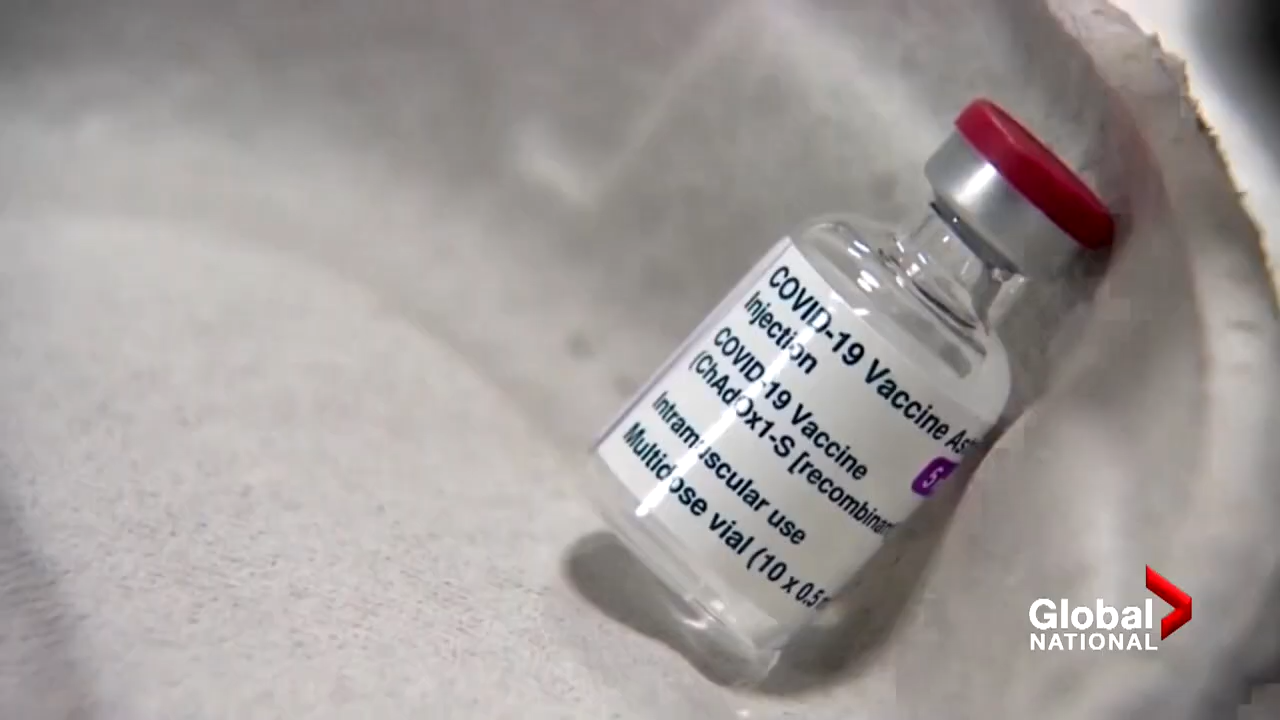 COVID-19 Vaccine As
Injection
COVID-19 Vaccine
(ChAdOx1-S [recombinan
Intramuscular use
Multidose vial (10 x 0.5
5
Global
NATIONAL